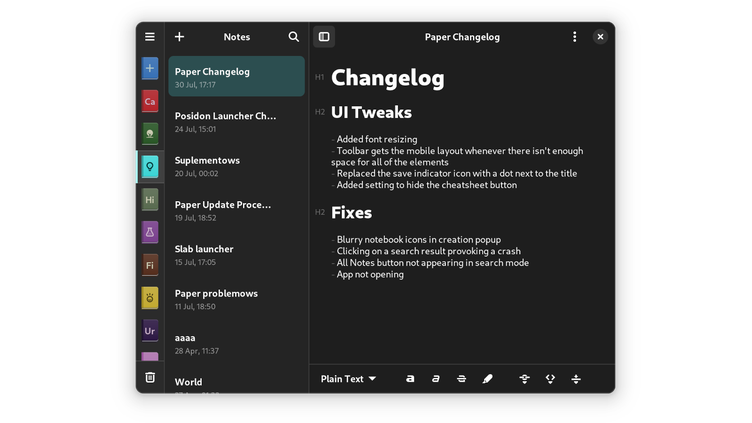 Notes
Paper Changelog
Ca
Hi
Fi
Ur
Paper Changelog
30 Jul, 17:17
Posidon Launcher Ch...
24 Jul, 15:01
Suplementows
20 Jul, 00:02
Paper Update Proce...
19 Jul, 18:52
Slab launcher
15 Jul, 17:05
Paper problemows
11 Jul, 18:50
aaaa
28 Apr, 11:37
World
H1 Changelog
H2 UI Tweaks
- Added font resizing
- Toolbar gets the mobile layout whenever there isn't enough
space for all of the elements
- Replaced the save indicator icon with a dot next to the title
- Added setting to hide the cheatsheet button
H2 Fixes
- Blurry notebook icons in creation popup
- Clicking on a search result provoking a crash
- All Notes button not appearing in search mode
- App not opening
Plain Text
a
a
S